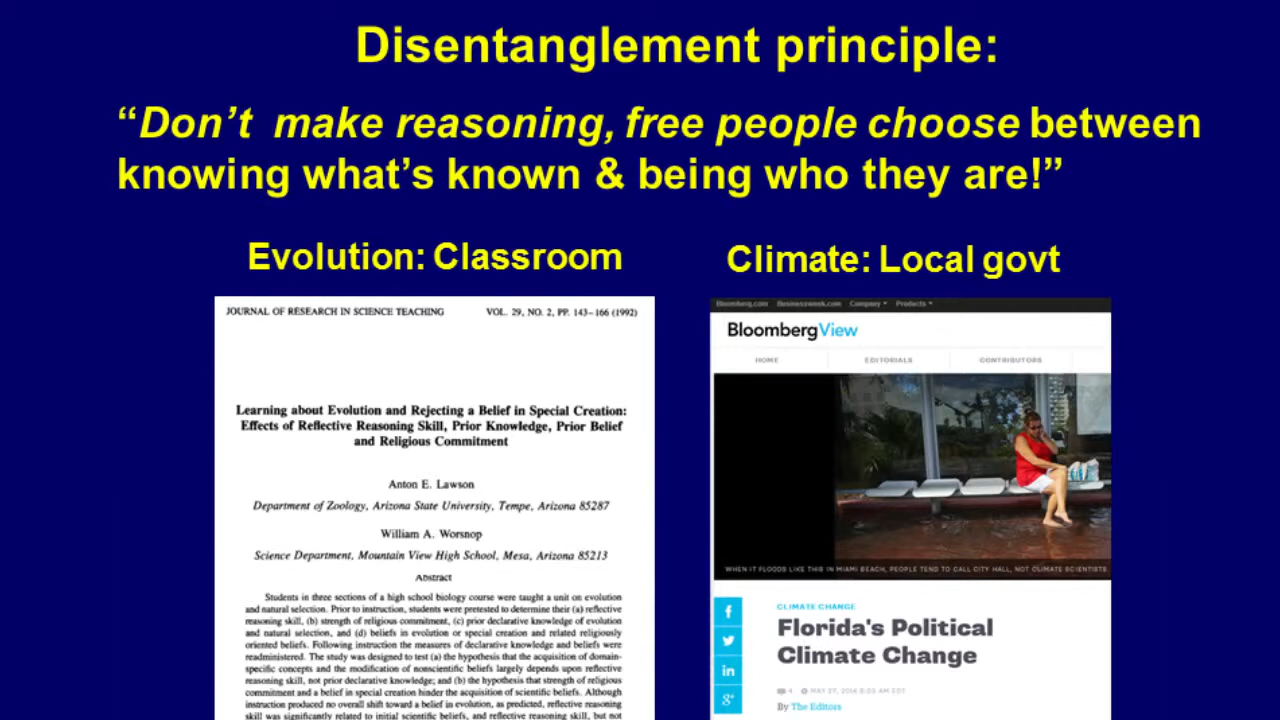 Disentanglement principle:
“Don’t make reasoning, free people choose between
knowing what’s known & being who they are!”
Evolution: Classroom
JOURNAL OF RESEARCH IN SCIENCE TEACHING VOL. 29, NO. 2, PP. 143–166 (1992)
Learning about Evolution and Rejecting a Belief in Special Creation:
Effects of Reflective Reasoning Skill, Prior Knowledge, Prior Belief
and Religious Commitment
Anton E. Lawson
Department of Zoology, Arizona State University, Tempe, Arizona 85287
William A. Worsnop
Science Department, Mountain View High School, Mesa, Arizona 85213
Abstract
Students in three sections of a high school biology course were taught a unit on evolution
and natural selection. Prior to instruction, students were pretested to determine their (a) reflective
reasoning skill, (b) strength of religious commitment, (c) prior declarative knowledge of evolution
and natural selection, and (d) beliefs in evolution or special creation and related religiously
oriented beliefs. Following instruction the measures of declarative knowledge and beliefs were
readministered. The study was designed to test (a) the hypothesis that the acquisition of domain-
specific concepts and the modification of nonscientific beliefs largely depends upon reflective
reasoning skill, not prior declarative knowledge; and (b) the hypothesis that strength of religious
commitment and a belief in special creation hinder the acquisition of scientific beliefs. Although
instruction produced no overall shift toward a belief in evolution, as predicted, reflective reasoning
skill was significantly related to initial scientific beliefs, and reflective reasoning skill, but not
Climate: Local govt
Bloomberg.com Businessweek.com Company Products
BloombergView
HOME EDITORIALS CONTRIBUTORS
WHEN IT FLOODS LIKE THIS IN MIAMI BEACH, PEOPLE TEND TO CALL CITY HALL, NOT CLIMATE SCIENTISTS
CLIMATE CHANGE
Florida's Political
Climate Change
4 MAY 27, 2014 6:03 AM EDT
By The Editors